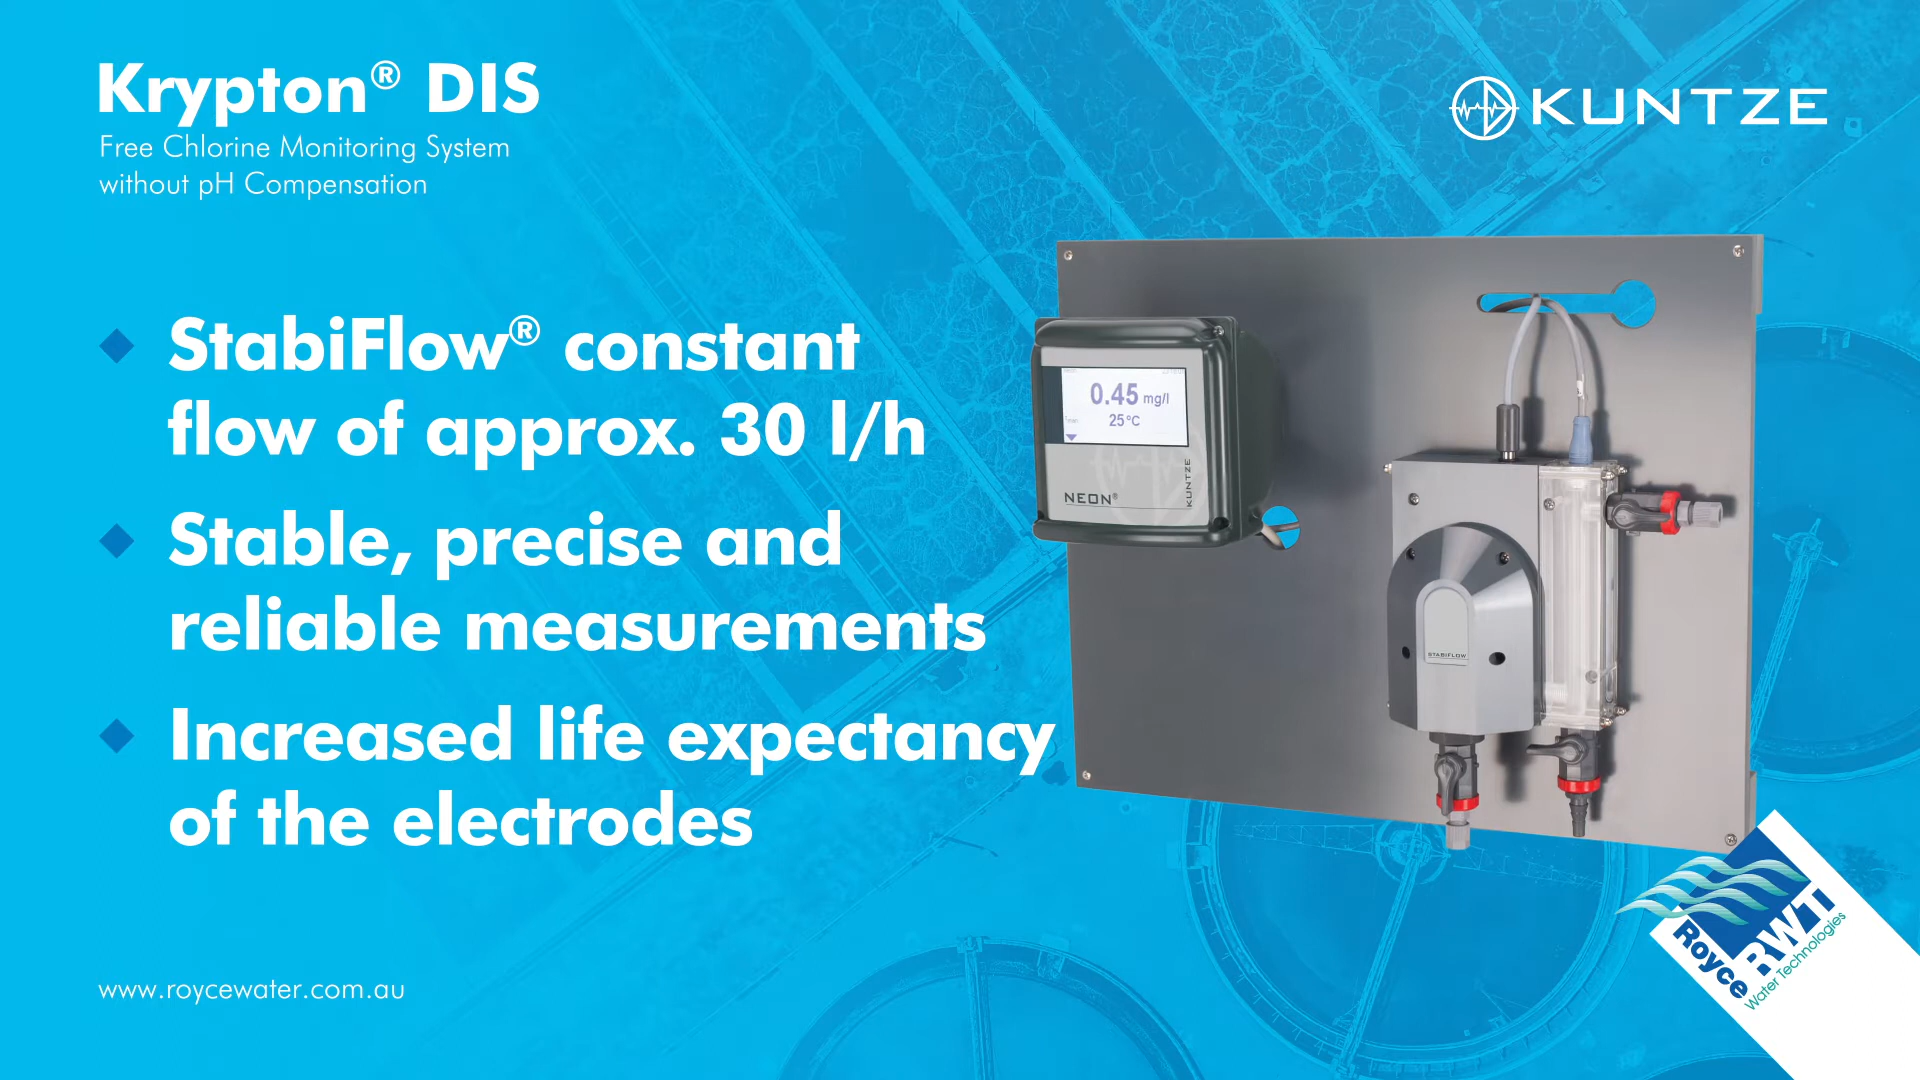 Krypton® DIS
Free Chlorine Monitoring System
without pH Compensation
KUNTZE
StabiFlow® constant
flow of approx. 30 l/h
Stable, precise and
reliable measurements
Increased life expectancy
of the electrodes
0.45 mg/l
25 °C
NEON®
KUNTZE
STABIFLOW
www.roycewater.com.au
Royce
RWT
Water Technologies